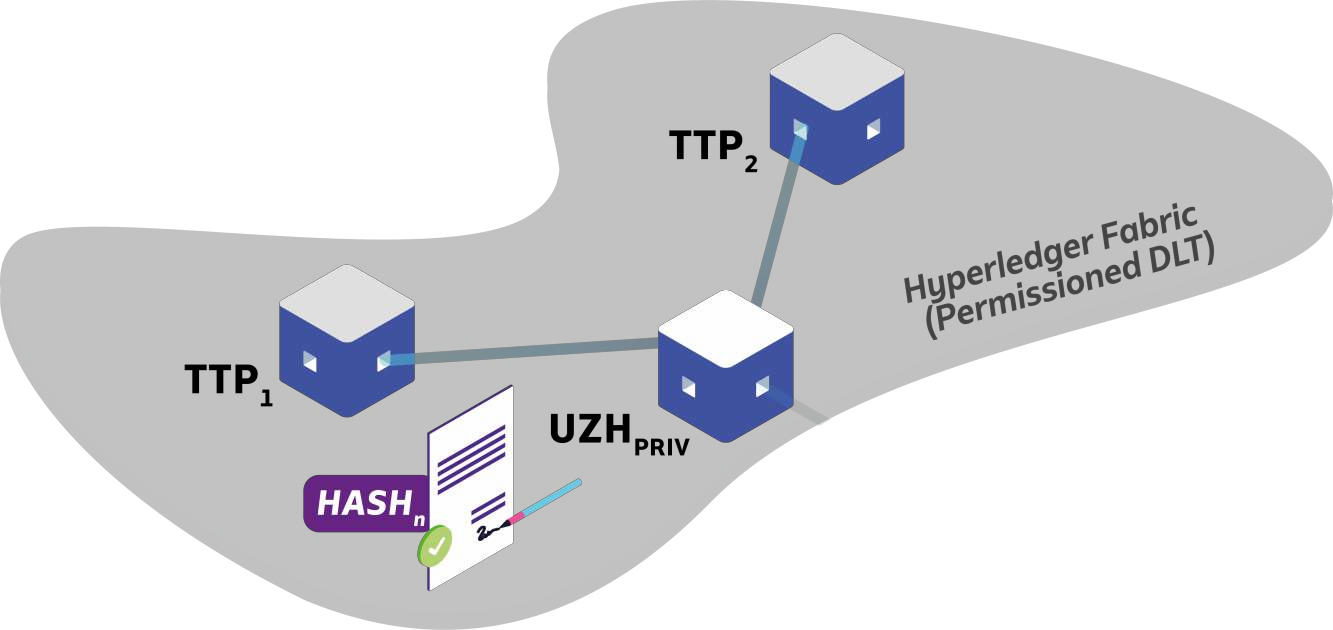 TTP2
Hyperledger Fabric
(Permissioned DLT)
TTP1
UZHPRIV
HASHn